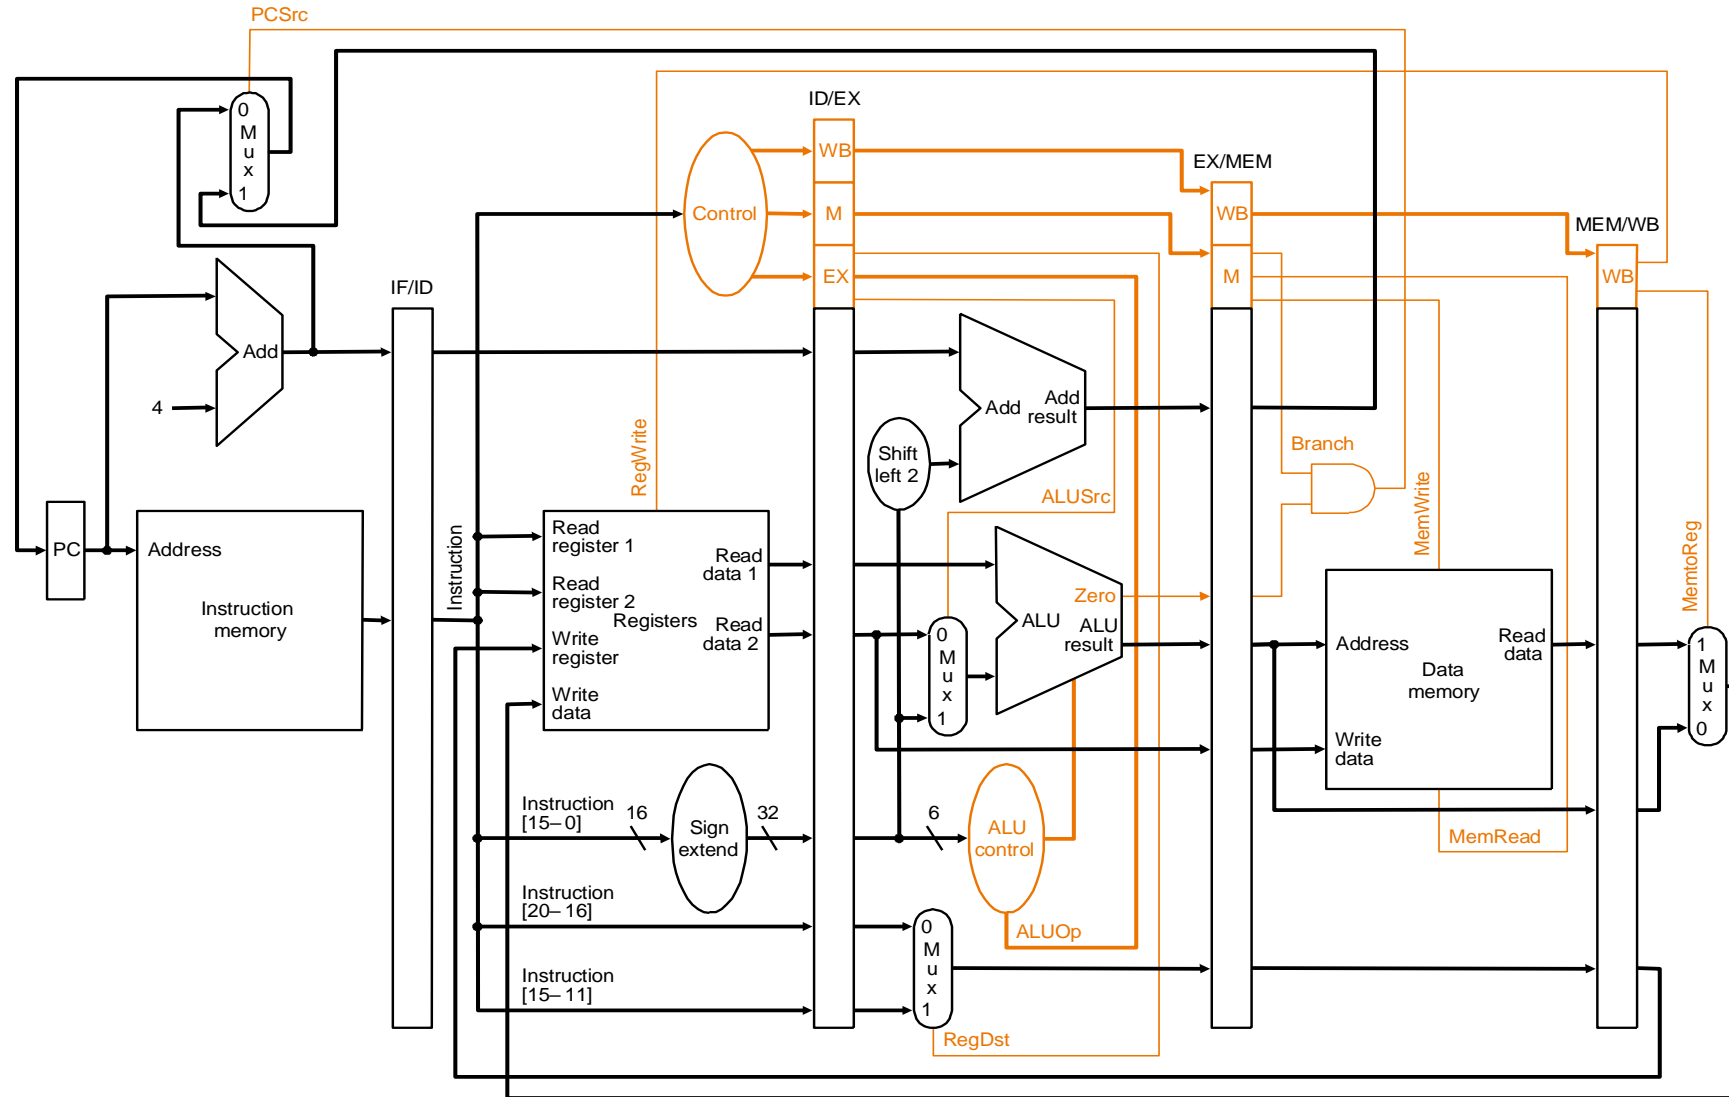 PCSrc
0
M
u
x
1
ID/EX
WB
M
EX
Control
EX/MEM
WB
M
MEM/WB
WB
IF/ID
Add
4
RegWrite
Shift
left 2
Add
Add
result
Branch
ALUSrc
MemWrite
MemtoReg
PC
Address
Instruction
memory
Instruction
Read
register 1
Read
register 2
Registers
Write
register
Write
data
Read
data 1
Read
data 2
0
M
u
x
1
Zero
ALU
ALU
result
Address
Read
data
Data
memory
Write
data
1
M
u
x
0
Instruction
[15–0]
16
Sign
extend
32
6
ALU
control
MemRead
Instruction
[20–16]
0
M
u
x
1
ALUOp
Instruction
[15–11]
RegDst